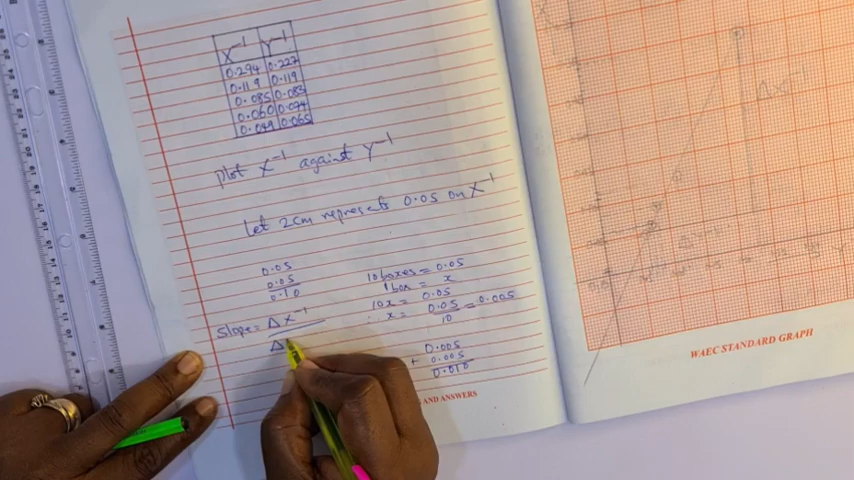 x⁻¹ y⁻¹
0.294 0.227
0.119 0.119
0.085 0.083
0.060 0.074
0.049 0.065
plot x⁻¹ against y⁻¹
Let 2cm represents 0.05 on x⁻¹
0.05
0.05
0.10
10 boxes = 0.05
1 box = x
10x = 0.05
∴ x = 0.05 = 0.005
10
Slope = Δx⁻¹
Δ
0.005
+ 0.005
0.010
AND ANSWERS
WAEC STANDARD GRAPH